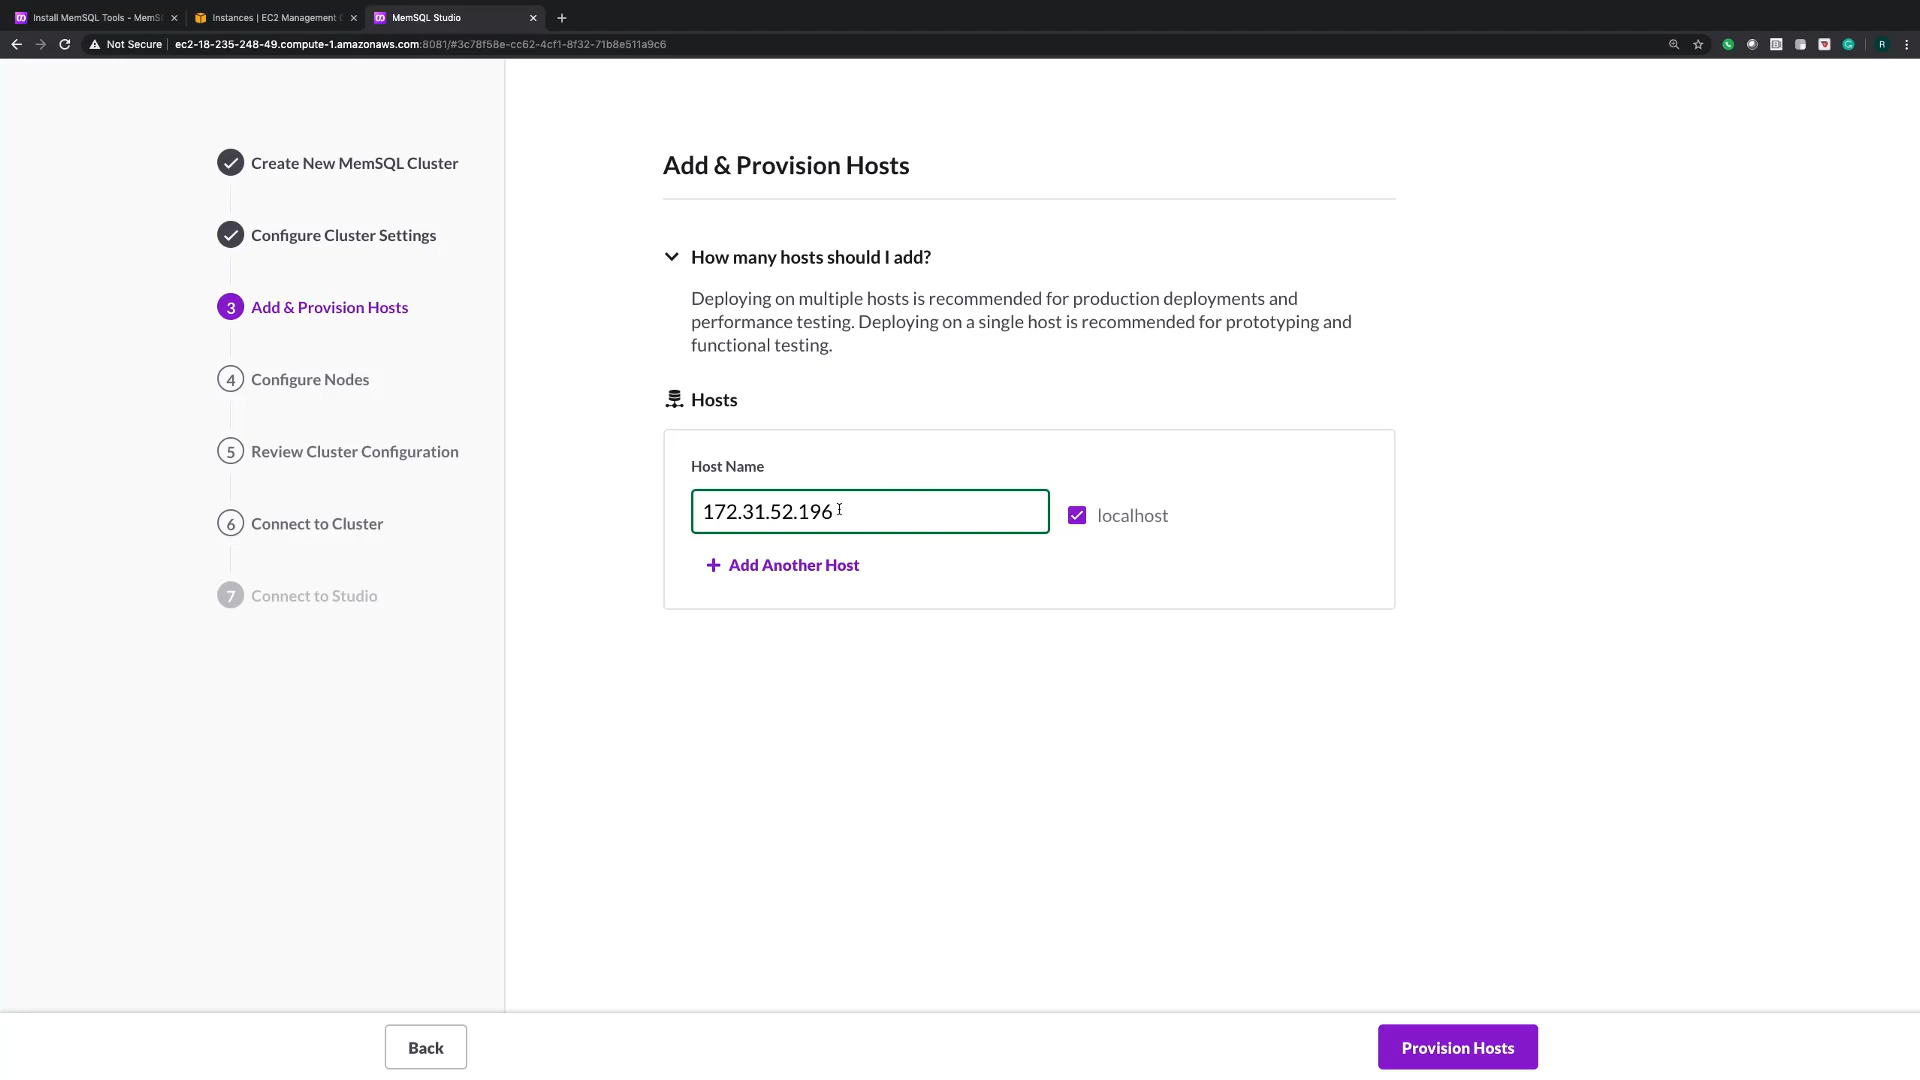 Install MemSQL Tools - MemS
Instances | EC2 Management C
MemSQL Studio
Not Secure
ec2-18-235-248-49.compute-1.amazonaws.com:8081/#3c78f58e-cc62-4cf1-8f32-71b8e511a9c6
R
Create New MemSQL Cluster
Configure Cluster Settings
3 Add & Provision Hosts
4 Configure Nodes
5 Review Cluster Configuration
6 Connect to Cluster
7 Connect to Studio
Add & Provision Hosts
How many hosts should I add?
Deploying on multiple hosts is recommended for production deployments and
performance testing. Deploying on a single host is recommended for prototyping and
functional testing.
Hosts
Host Name
172.31.52.196
localhost
+ Add Another Host
Back
Provision Hosts